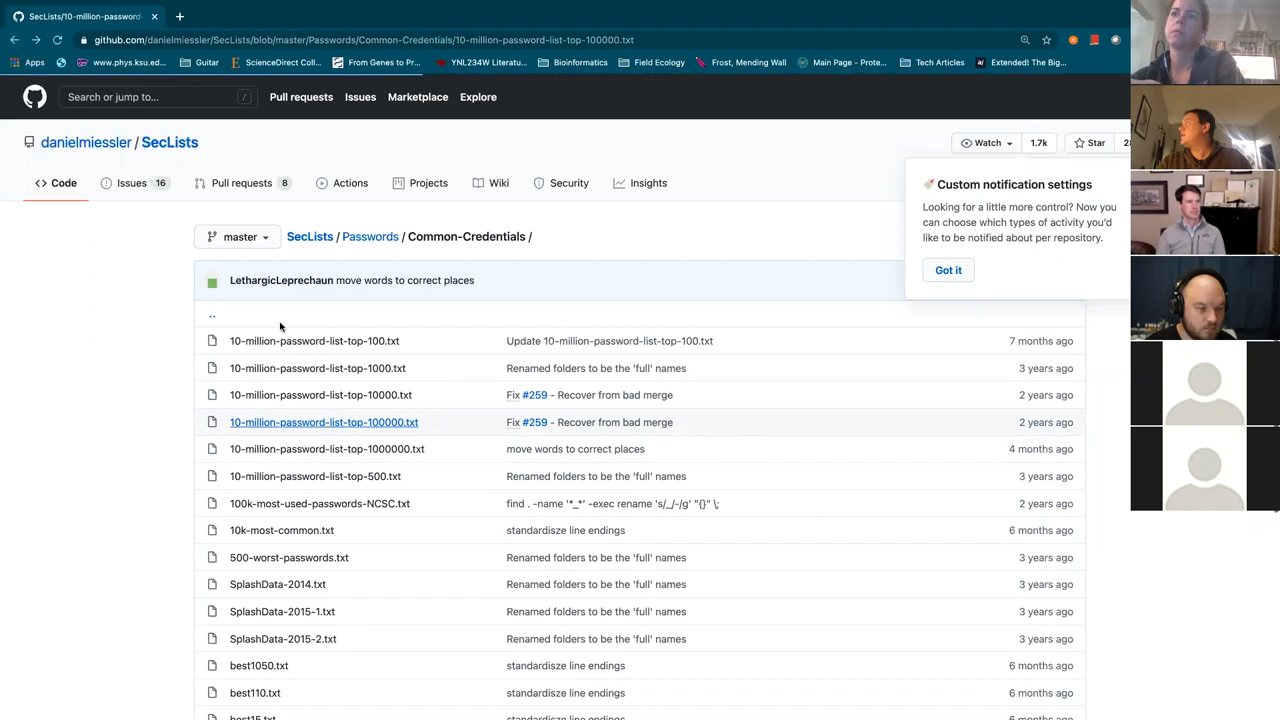 SecLists/10-million-password-
github.com/danielmiessler/SecLists/blob/master/Passwords/Common-Credentials/10-million-password-list-top-100000.txt
Apps www.phys.ksu.ed... Guitar ScienceDirect Coll... From Genes to Pr... YNL234W Literatu... Bioinformatics Field Ecology Frost, Mending Wall Main Page - Prote... Tech Articles Extended! The Big...
Search or jump to... / Pull requests Issues Marketplace Explore
danielmiessler / SecLists Watch 1.7k Star
Code Issues 16 Pull requests 8 Actions Projects Wiki Security Insights
Custom notification settings
Looking for a little more control? Now you
can choose which types of activity you'd
like to be notified about per repository.
Got it
master SecLists / Passwords / Common-Credentials /
LethargicLeprechaun move words to correct places
..
10-million-password-list-top-100.txt Update 10-million-password-list-top-100.txt 7 months ago
10-million-password-list-top-1000.txt Renamed folders to be the 'full' names 3 years ago
10-million-password-list-top-10000.txt Fix #259 - Recover from bad merge 2 years ago
10-million-password-list-top-100000.txt Fix #259 - Recover from bad merge 2 years ago
10-million-password-list-top-1000000.txt move words to correct places 4 months ago
10-million-password-list-top-500.txt Renamed folders to be the 'full' names 3 years ago
100k-most-used-passwords-NCSC.txt find . -name '*_*' -exec rename 's/_/-/g' "{}" \; 2 years ago
10k-most-common.txt standardisze line endings 6 months ago
500-worst-passwords.txt Renamed folders to be the 'full' names 3 years ago
SplashData-2014.txt Renamed folders to be the 'full' names 3 years ago
SplashData-2015-1.txt Renamed folders to be the 'full' names 3 years ago
SplashData-2015-2.txt Renamed folders to be the 'full' names 3 years ago
best1050.txt standardisze line endings 6 months ago
best110.txt standardisze line endings 6 months ago
best15.txt standardisze line endings 6 months ago